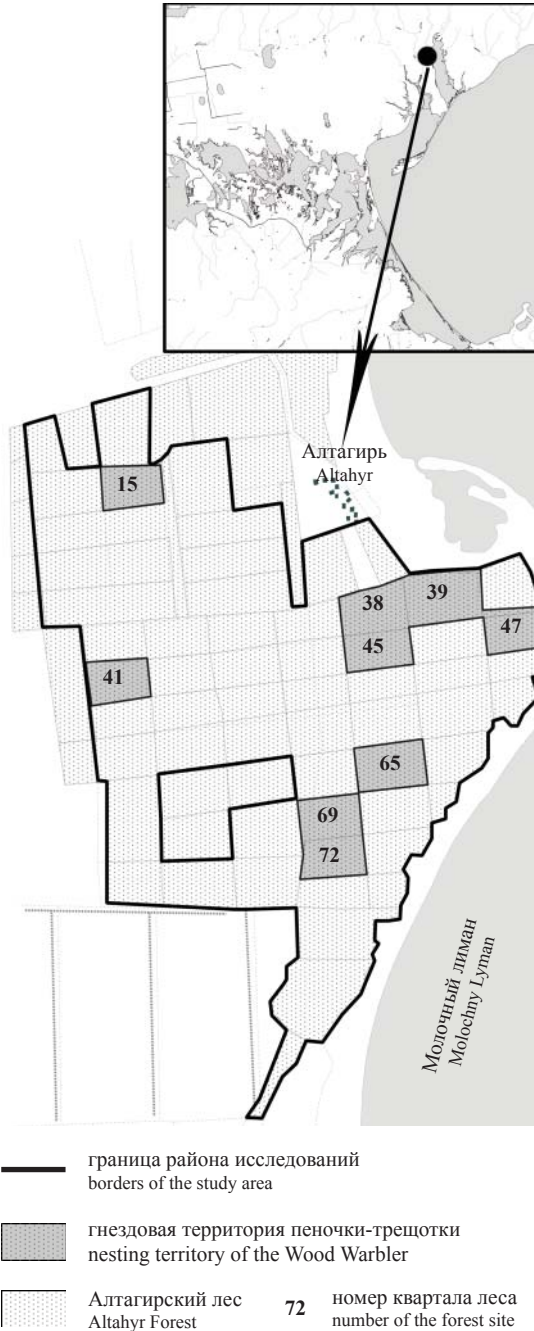 Алтагирь
Altahyr
15
38
39
45
47
41
65
69
72
Молочный лиман
Molochny Lyman
граница района исследований
borders of the study area
гнездовая территория пеночки-трещотки
nesting territory of the Wood Warbler
Алтагирский лес
Altahyr Forest
72
номер квартала леса
number of the forest site